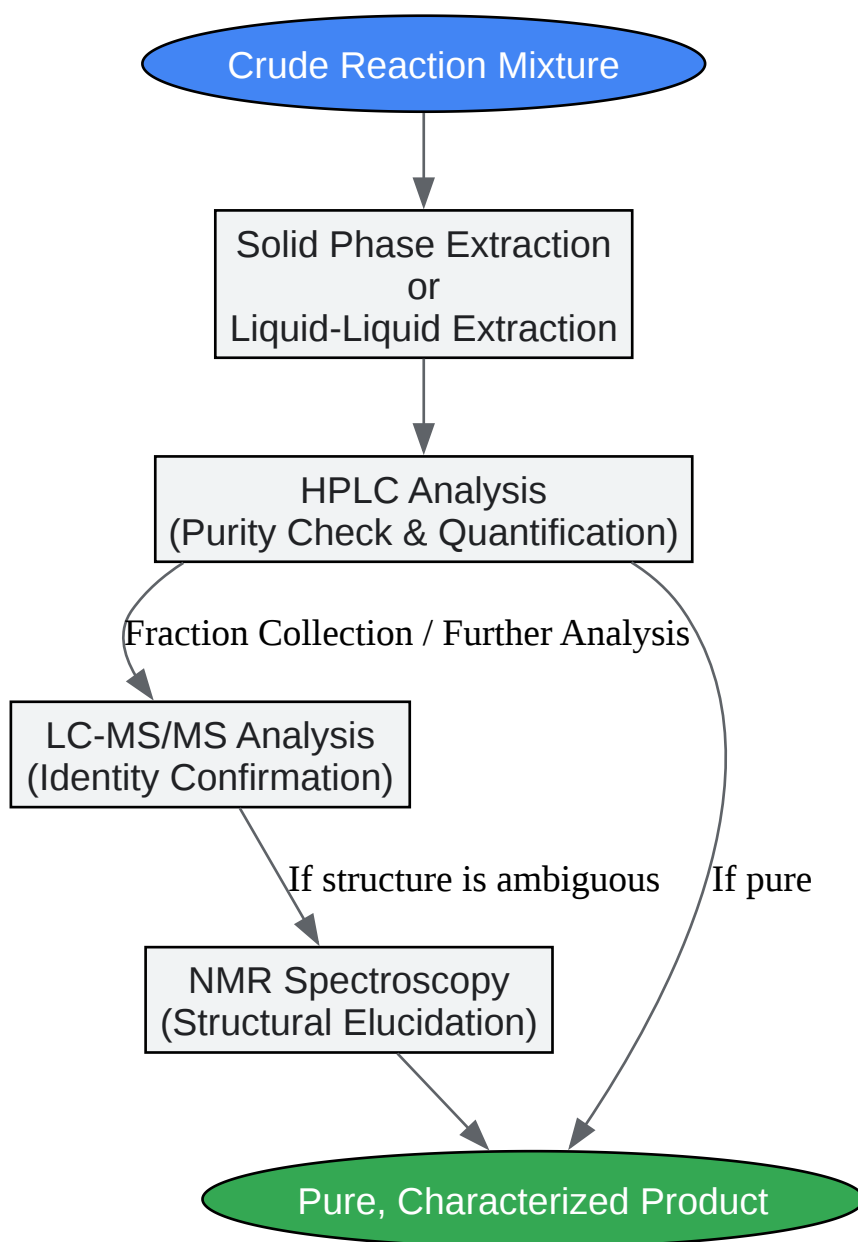 Crude Reaction Mixture
Solid Phase Extraction
or
Liquid-Liquid Extraction
HPLC Analysis
(Purity Check & Quantification)
Fraction Collection / Further Analysis
LC-MS/MS Analysis
(Identity Confirmation)
If structure is ambiguous
If pure
NMR Spectroscopy
(Structural Elucidation)
Pure, Characterized Product